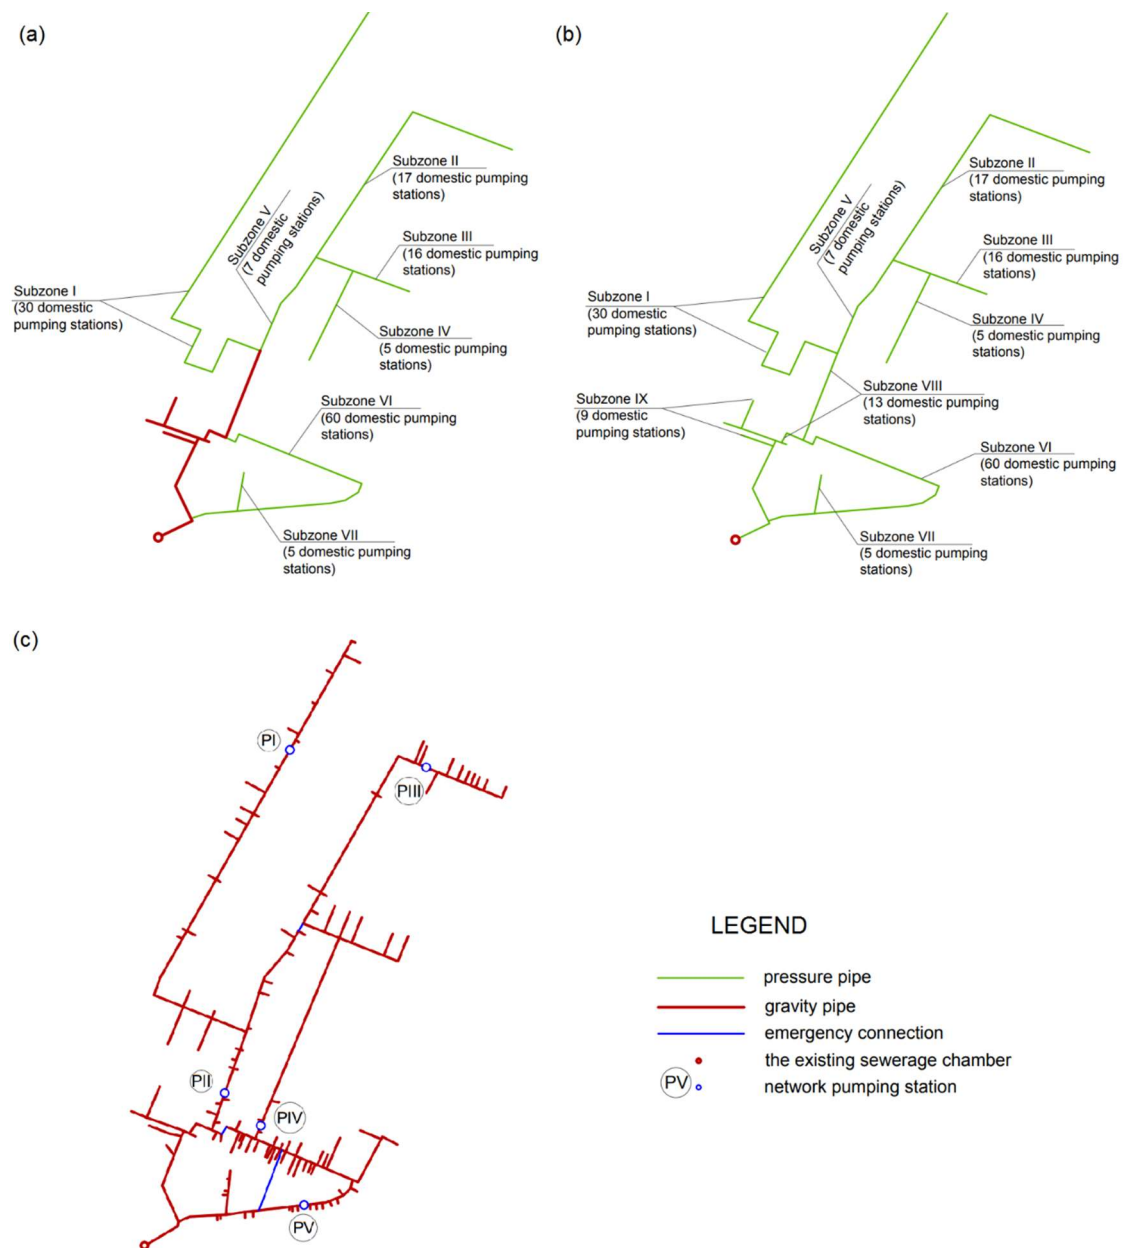 (a)
Subzone II
(17 domestic pumping
stations)
Subzone V
(7 domestic
pumping stations)
Subzone III
(16 domestic pumping
stations)
Subzone I
(30 domestic
pumping stations)
Subzone IV
(5 domestic pumping
stations)
Subzone VI
(60 domestic pumping
stations)
Subzone VII
(5 domestic pumping
stations)
(b)
Subzone II
(17 domestic pumping
stations)
Subzone V
(7 domestic
pumping stations)
Subzone III
(16 domestic pumping
stations)
Subzone I
(30 domestic
pumping stations)
Subzone IV
(5 domestic pumping
stations)
Subzone VIII
(13 domestic pumping
stations)
Subzone IX
(9 domestic
pumping stations)
Subzone VI
(60 domestic pumping
stations)
Subzone VII
(5 domestic pumping
stations)
(c)
PI
PIII
PII
PIV
PV
LEGEND
pressure pipe
gravity pipe
emergency connection
the existing sewerage chamber
PV network pumping station